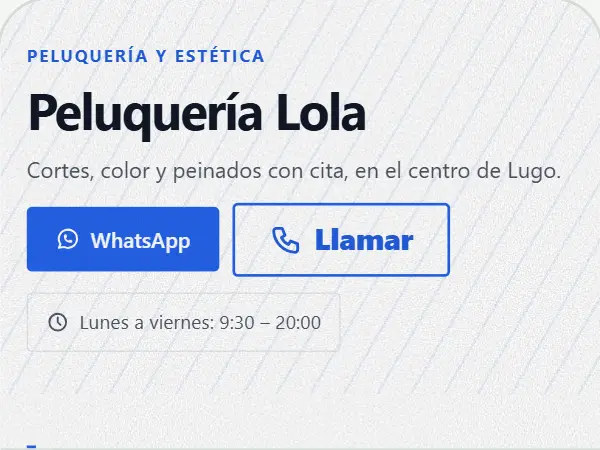 PELUQUERÍA Y ESTÉTICA
Peluquería Lola
Cortes, color y peinados con cita, en el centro de Lugo.
WhatsApp
Llamar
Lunes a viernes: 9:30 – 20:00